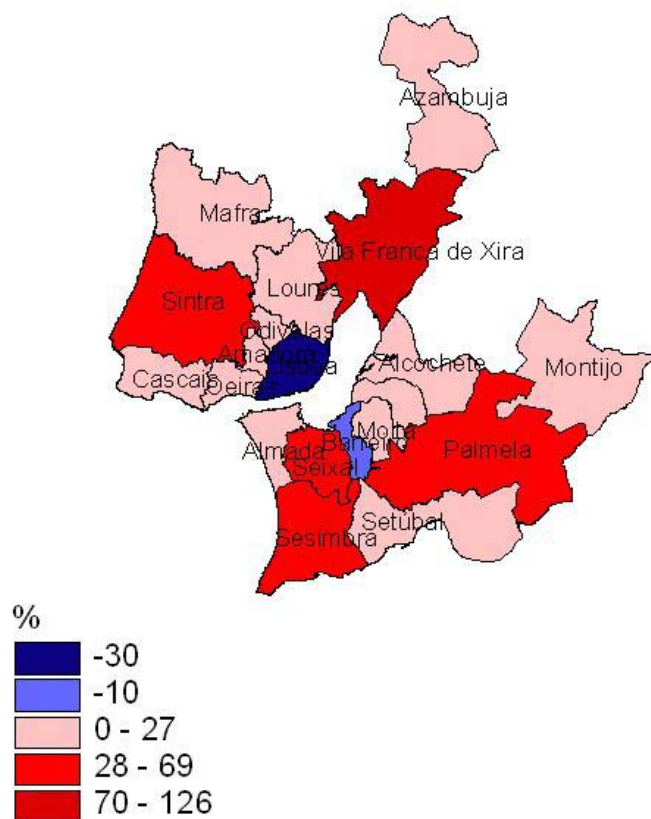 Azambuja
Mafra
Vila Franca de Xira
Loures
Sintra
Odivelas
Amadora
Lisboa
Alcochete
Montijo
Cascais
Oeiras
Moita
Almada
Barreiro
Palmela
Seixal
Setúbal
Sesimbra
%
-30
-10
0 - 27
28 - 69
70 - 126